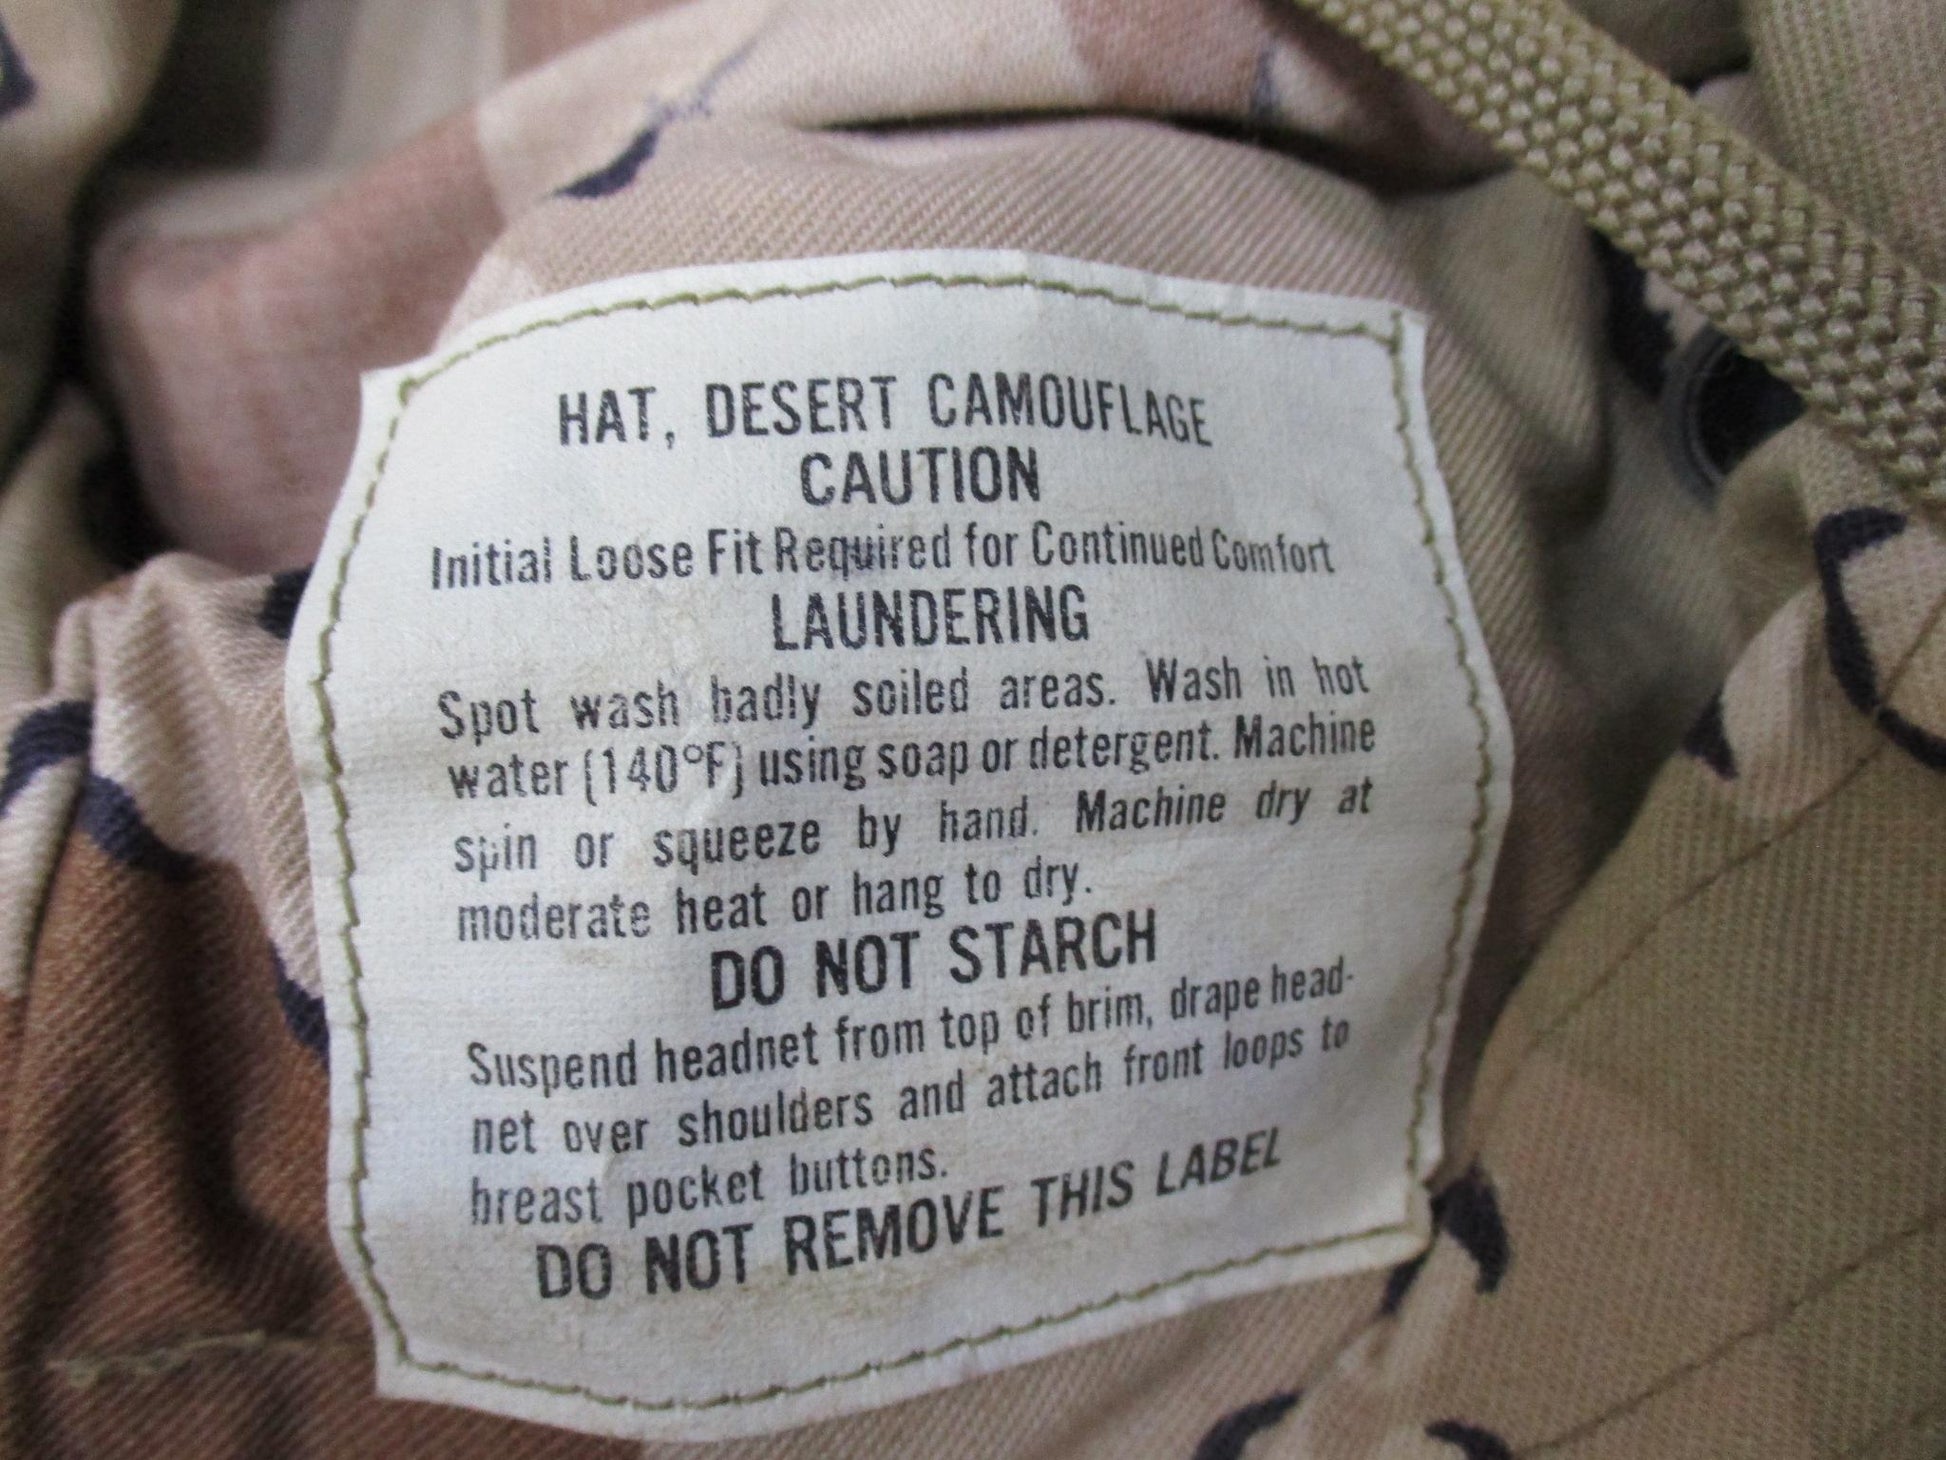 HAT, DESERT CAMOUFLAGE
CAUTION
Initial Loose Fit Required for Continued Comfort
LAUNDERING
Spot wash badly soiled areas. Wash in hot
water (140°F) using soap or detergent. Machine
spin or squeeze by hand. Machine dry at
moderate heat or hang to dry.
DO NOT STARCH
Suspend headnet from top of brim, drape head-
net over shoulders and attach front loops to
breast pocket buttons.
DO NOT REMOVE THIS LABEL